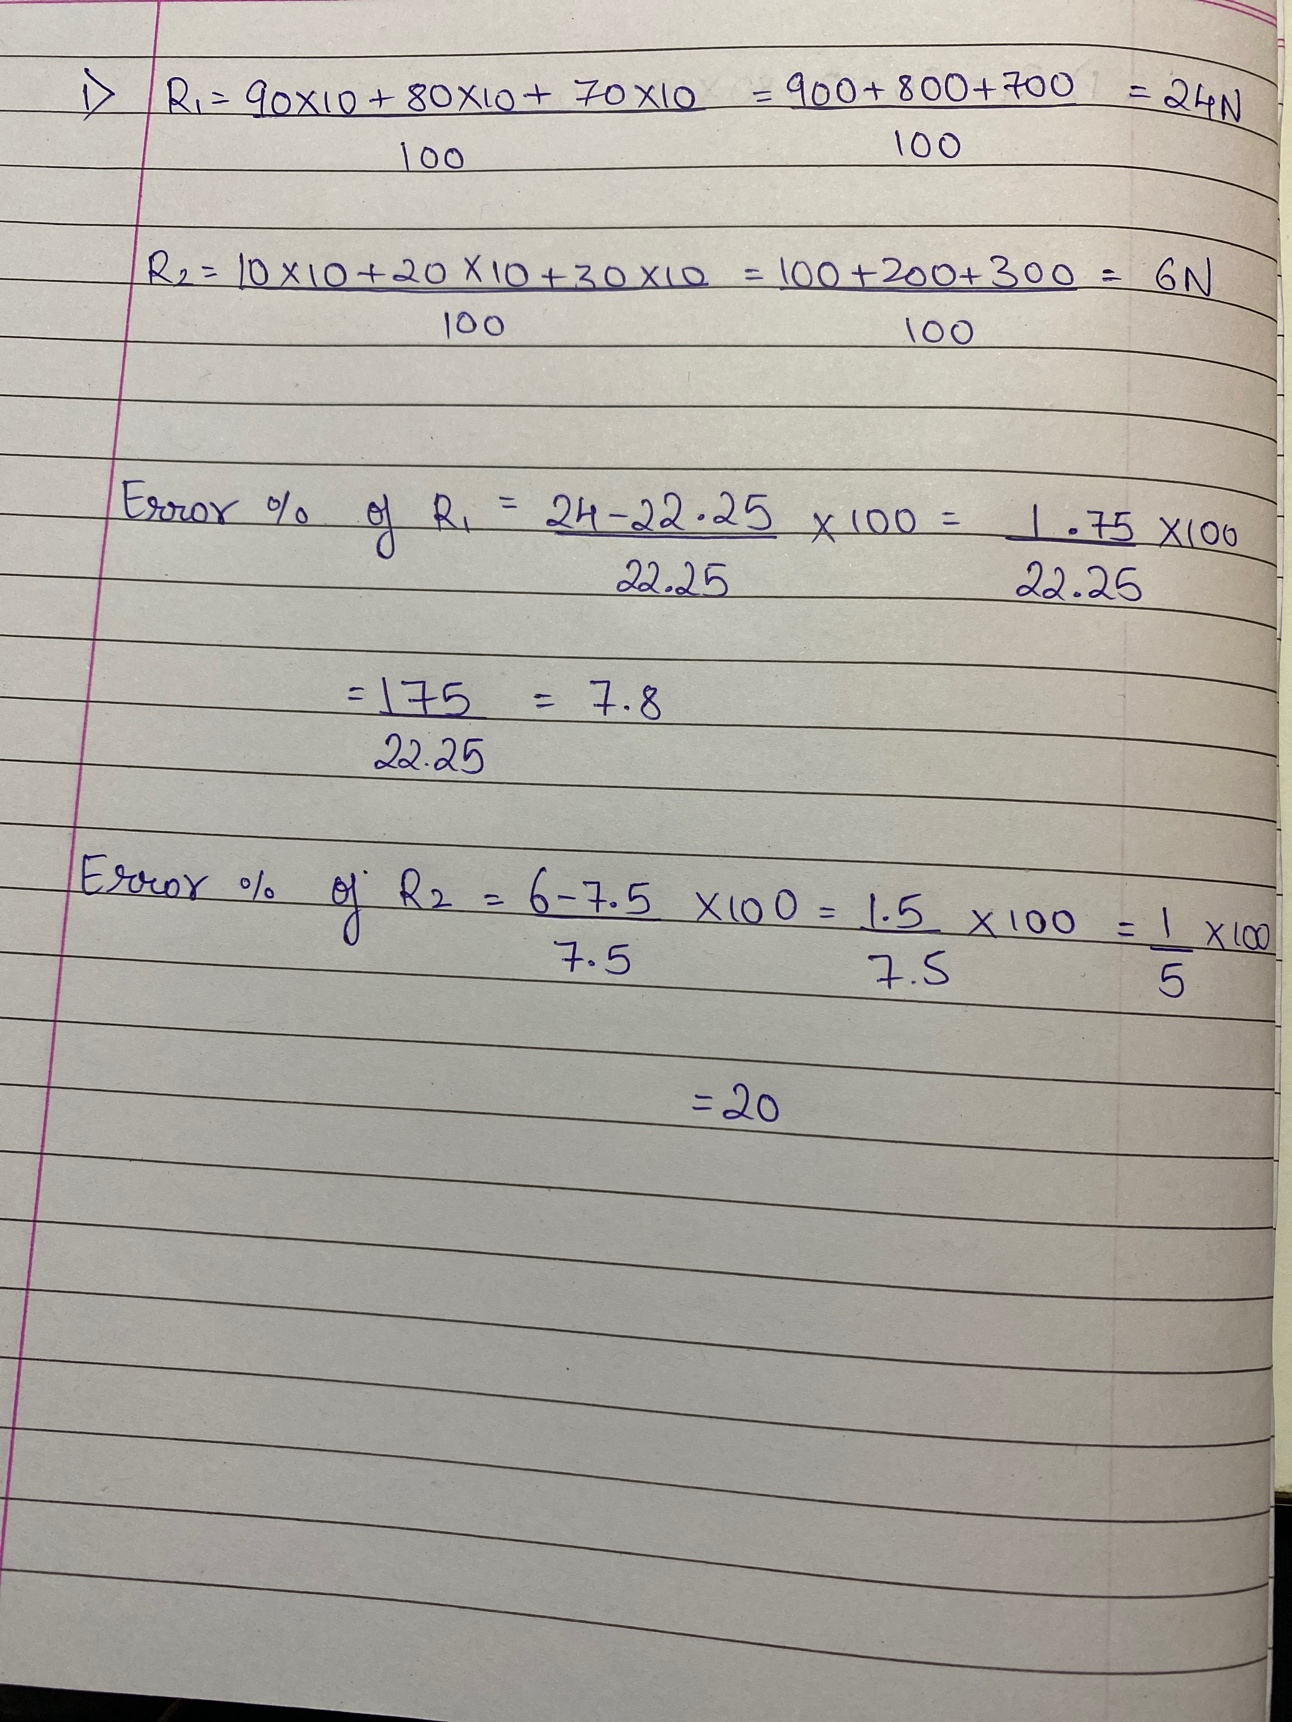 1> R₁ = 90×10 + 80×10 + 70×10 / 100 = 900+800+700 / 100 = 24N
R₂ = 10×10+20×10+30×10 / 100 = 100+200+300 / 100 = 6N
Error % of R₁ = 24-22.25 / 22.25 ×100 = 1.75 / 22.25 ×100
= 175 / 22.25 = 7.8
Error % of R₂ = 6-7.5 / 7.5 ×100 = 1.5 / 7.5 ×100 = 1 / 5 ×100
= 20